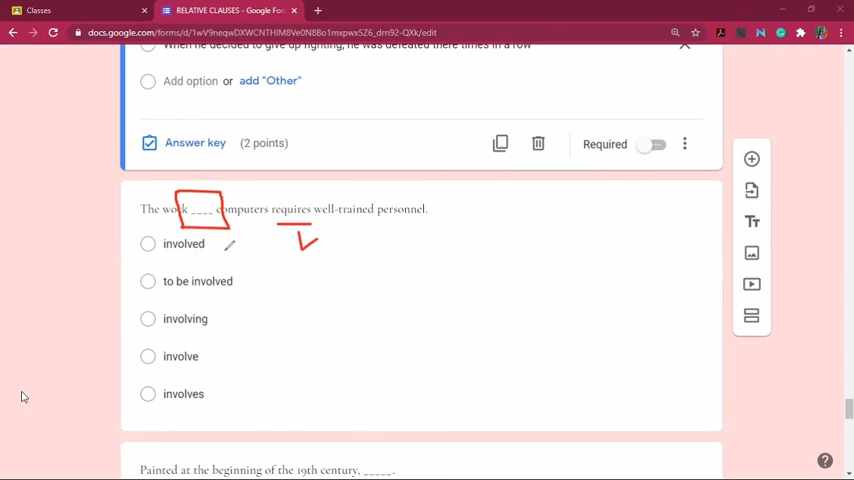 Classes
RELATIVE CLAUSES - Google Fo
docs.google.com/forms/d/1wV9neqwDXWCNTHIM8Ve0N8Bo1mxpwx5Z6_drn92-QXk/edit
When he decided to give up fighting, he was defeated there times in a row
Add option or add "Other"
Answer key (2 points)
Required
The work ____ computers requires well-trained personnel.
V
involved
to be involved
involving
involve
involves
Painted at the beginning of the 19th century, _____.